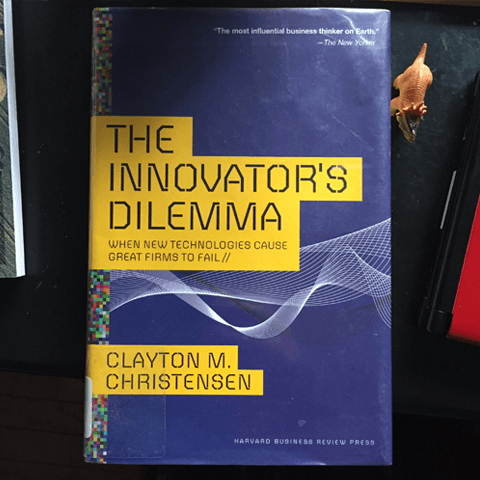 "The most influential business thinker on Earth."
—The New Yorker
THE
INNOVATOR'S
DILEMMA
WHEN NEW TECHNOLOGIES CAUSE
GREAT FIRMS TO FAIL//
CLAYTON M.
CHRISTENSEN
HARVARD BUSINESS REVIEW PRESS